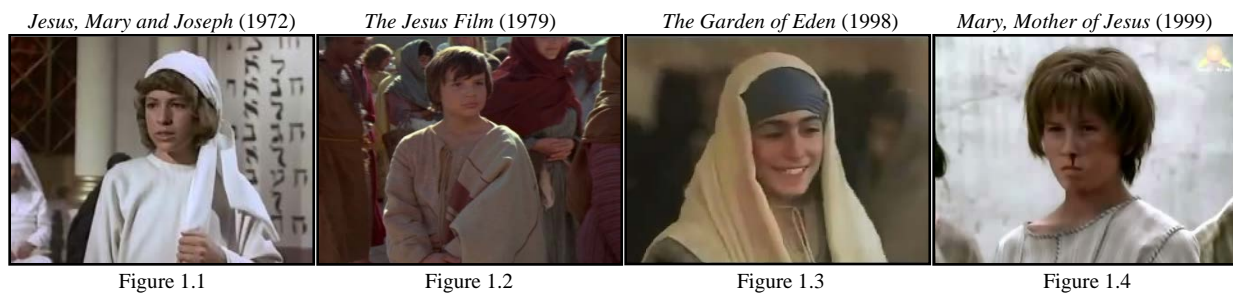 Jesus, Mary and Joseph (1972)
The Jesus Film (1979)
The Garden of Eden (1998)
Mary, Mother of Jesus (1999)
Figure 1.1
Figure 1.2
Figure 1.3
Figure 1.4